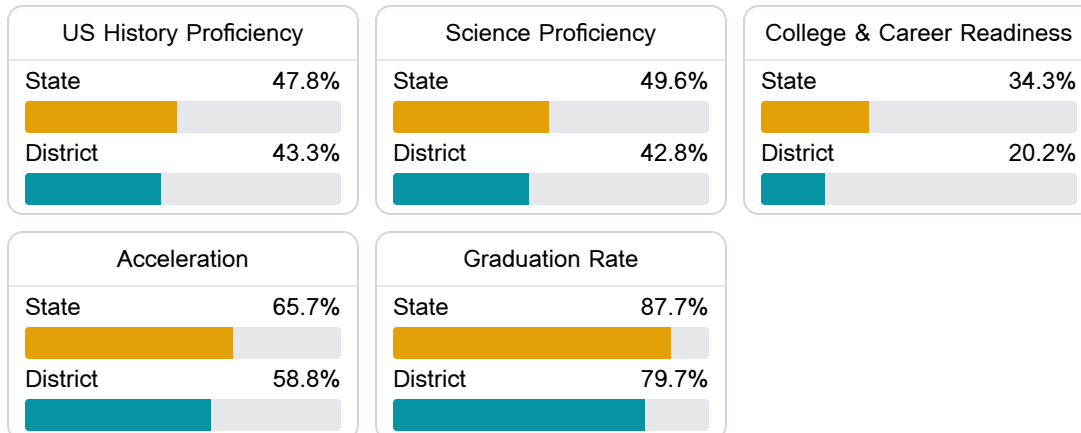 US History Proficiency
State 47.8%
District 43.3%
Science Proficiency
State 49.6%
District 42.8%
College & Career Readiness
State 34.3%
District 20.2%
Acceleration
State 65.7%
District 58.8%
Graduation Rate
State 87.7%
District 79.7%